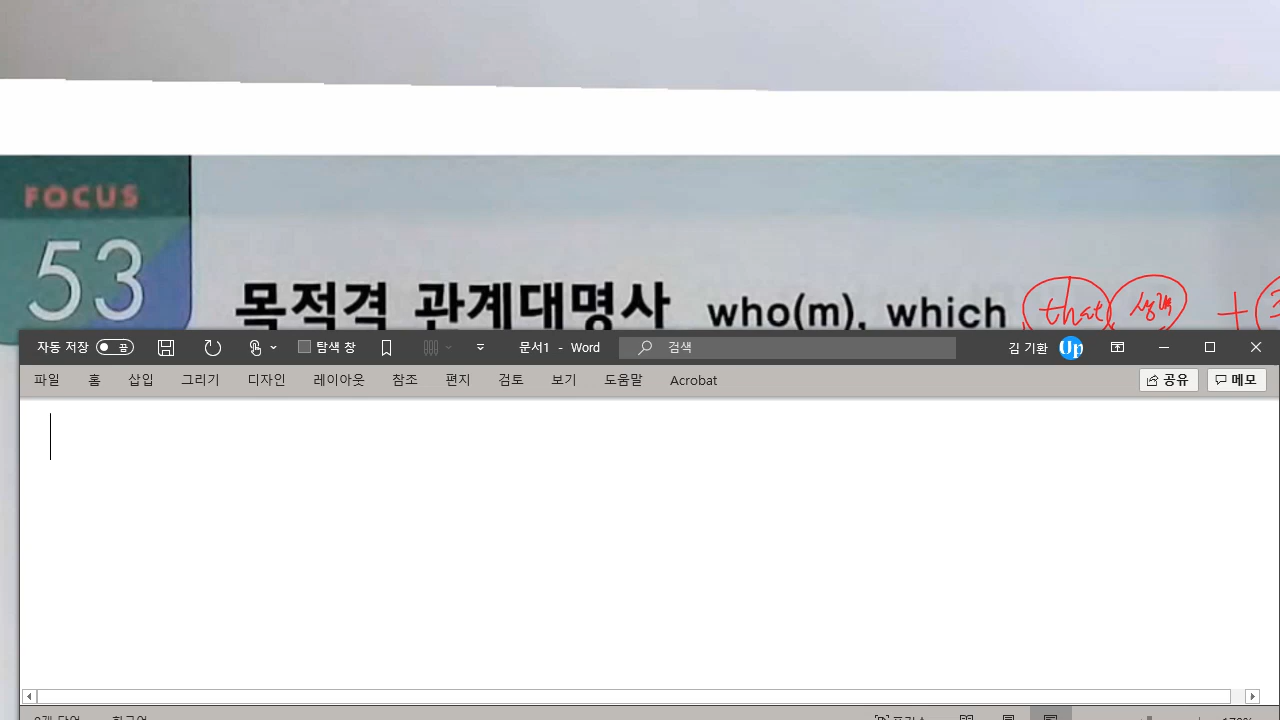 FOCUS
53
목적격 관계대명사 who(m), which that 생략 +
자동 저장 끔 탐색 창 문서1 - Word 검색 김 기환 Up
파일 홈 삽입 그리기 디자인 레이아웃 참조 편지 검토 보기 도움말 Acrobat 공유 메모